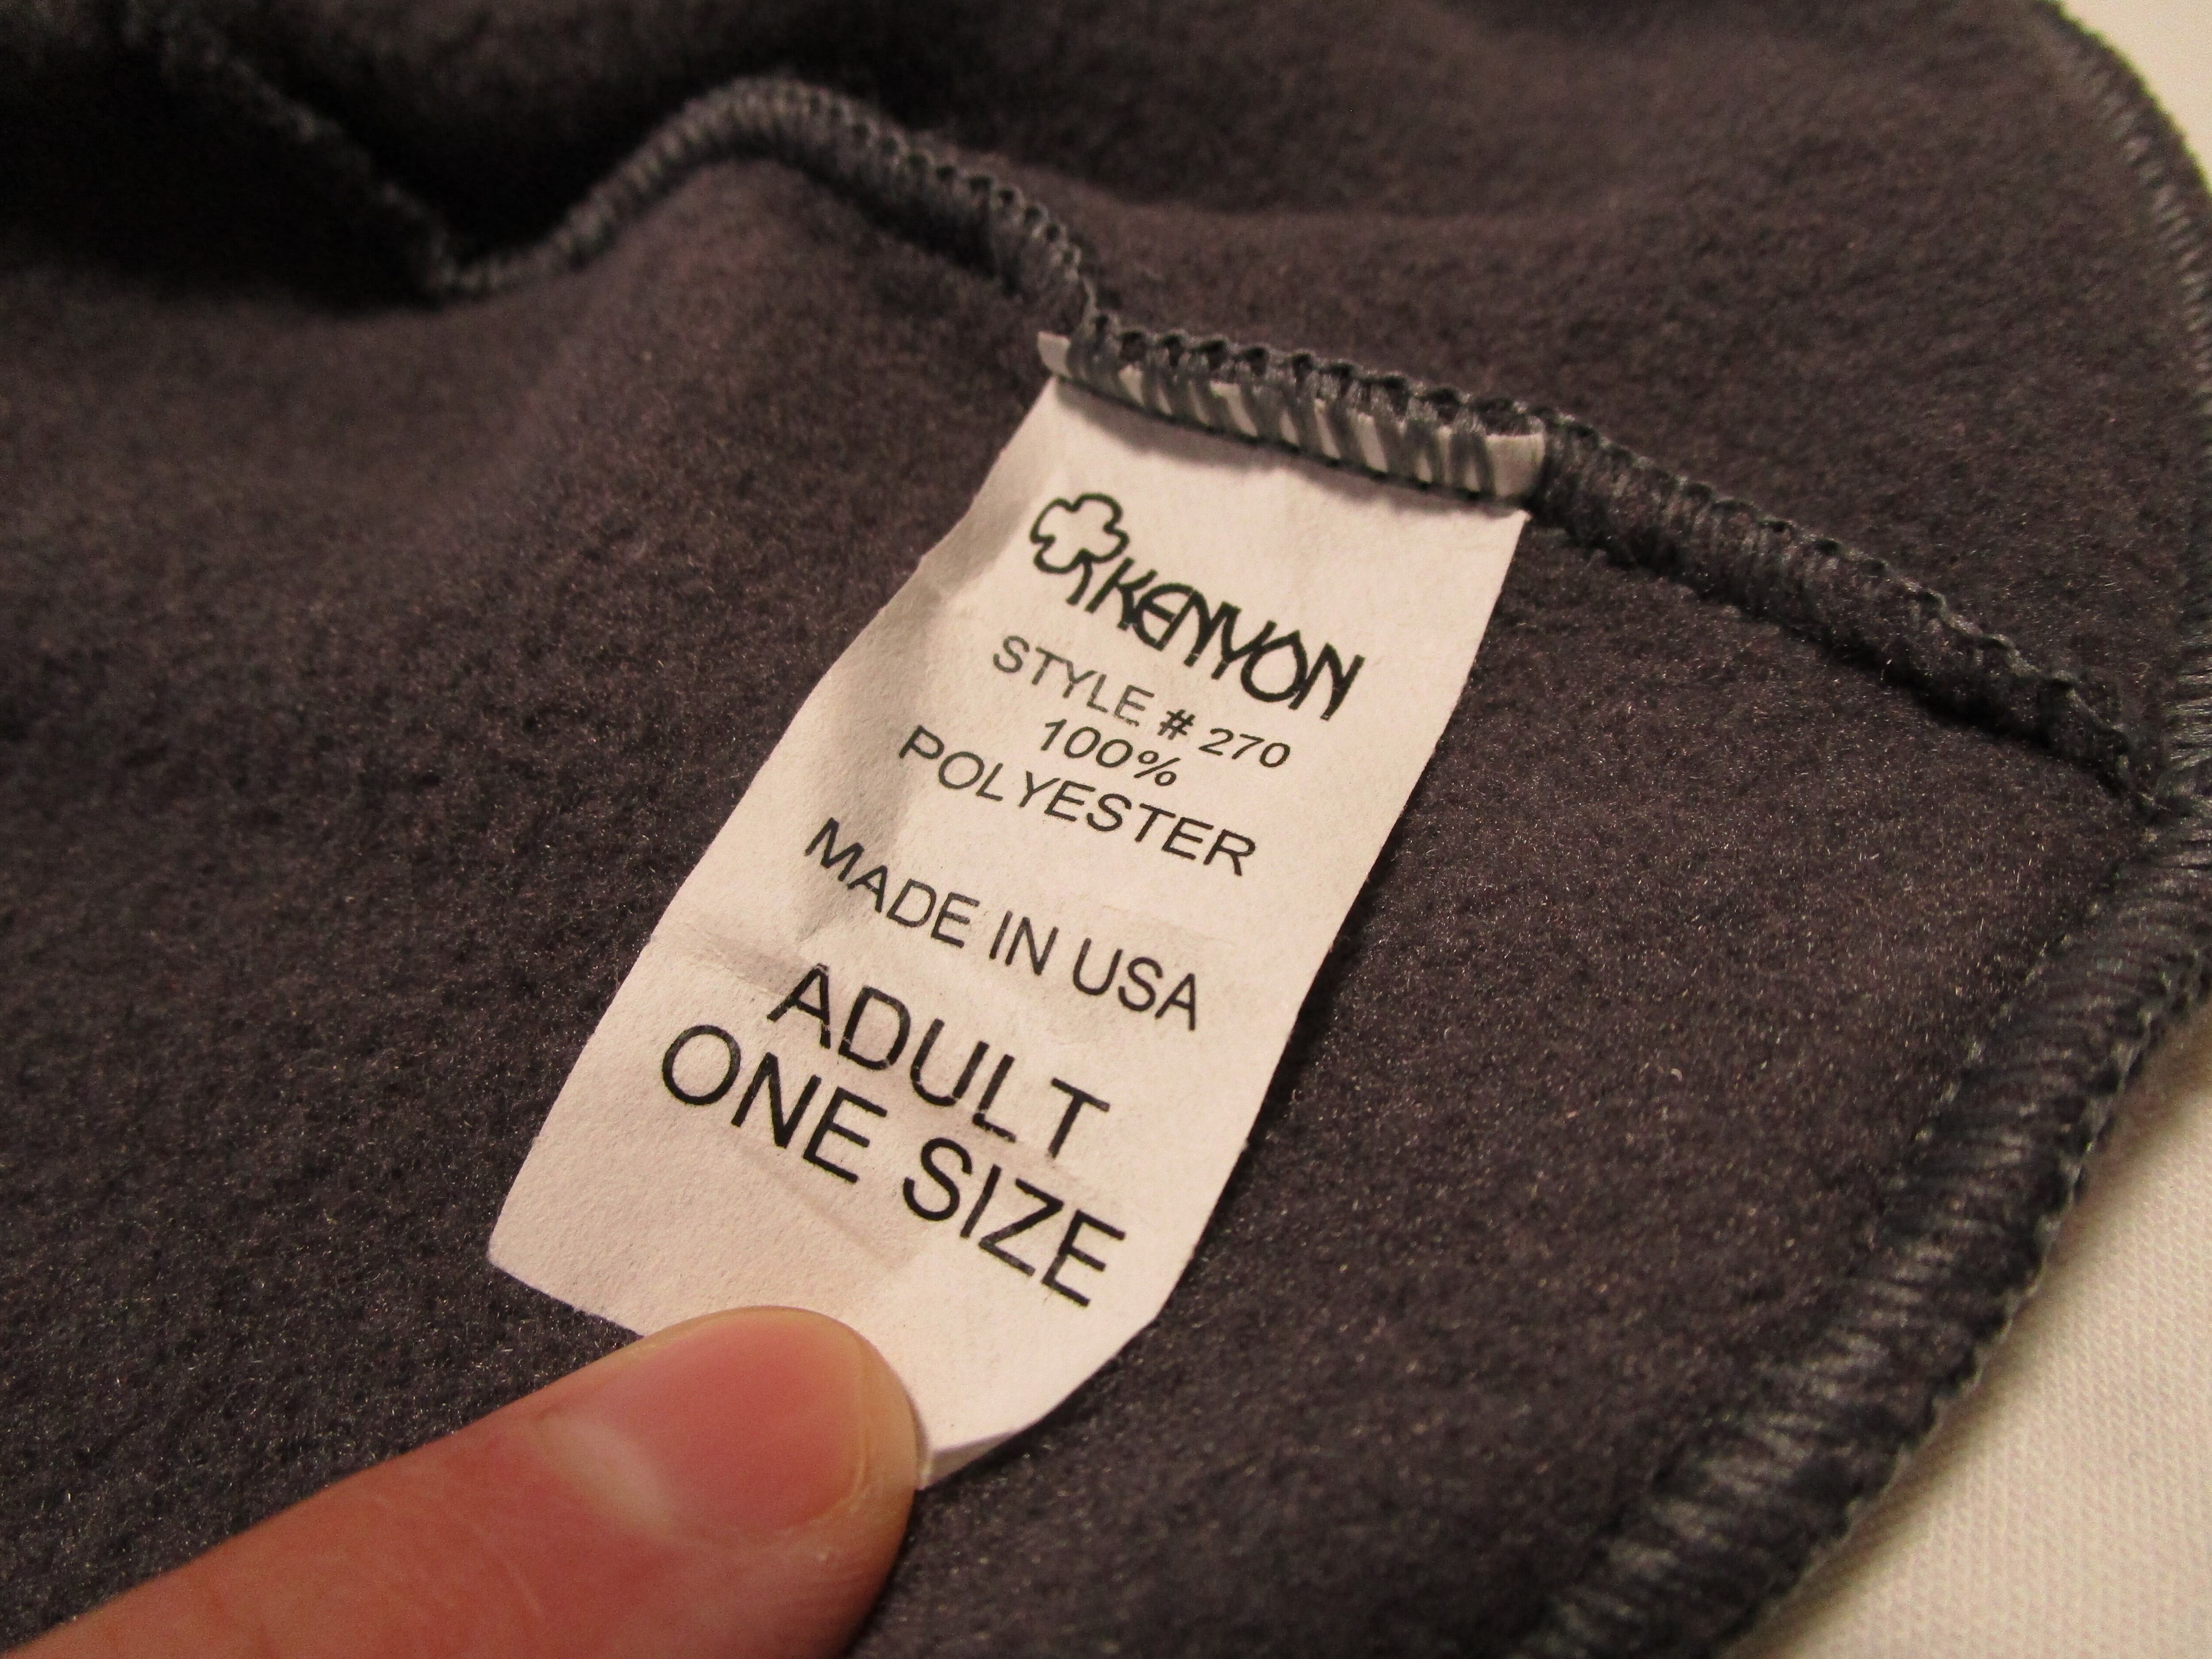 KENYON
STYLE # 270
100%
POLYESTER
MADE IN USA
ADULT
ONE SIZE